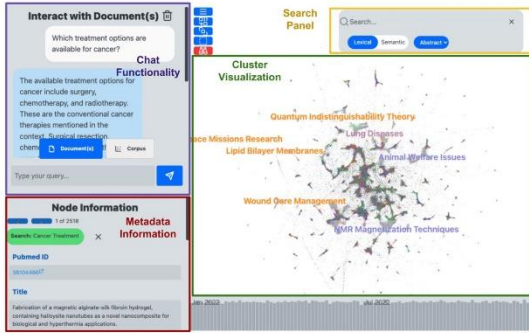 Interact with Document(s)
Which treatment options are
available for cancer?
Chat
Functionality
The available treatment options for
cancer include surgery,
chemotherapy, and radiotherapy.
These are the conventional cancer
therapies mentioned in the
context. Surgical resection,
Document(s)
Corpus
Type your query...
Node Information
1 of 2516
Metadata
Information
Search: Cancer Treatment
Pubmed ID
Title
Fabrication of a magnetic alginate-silk fibroin hydrogel,
containing halloysite nanotubes as a novel nanocomposite for
biological and hyperthermia applications.
Search
Panel
Search...
Lexical
Semantic
Abstract
Cluster
Visualization
Quantum Indistinguishability Theory
Lung Diseases
ace Missions Research
Lipid Bilayer Membranes
Animal Welfare Issues
Wound Care Management
NMR Magnetization Techniques
Jan 2022
Jul 2022